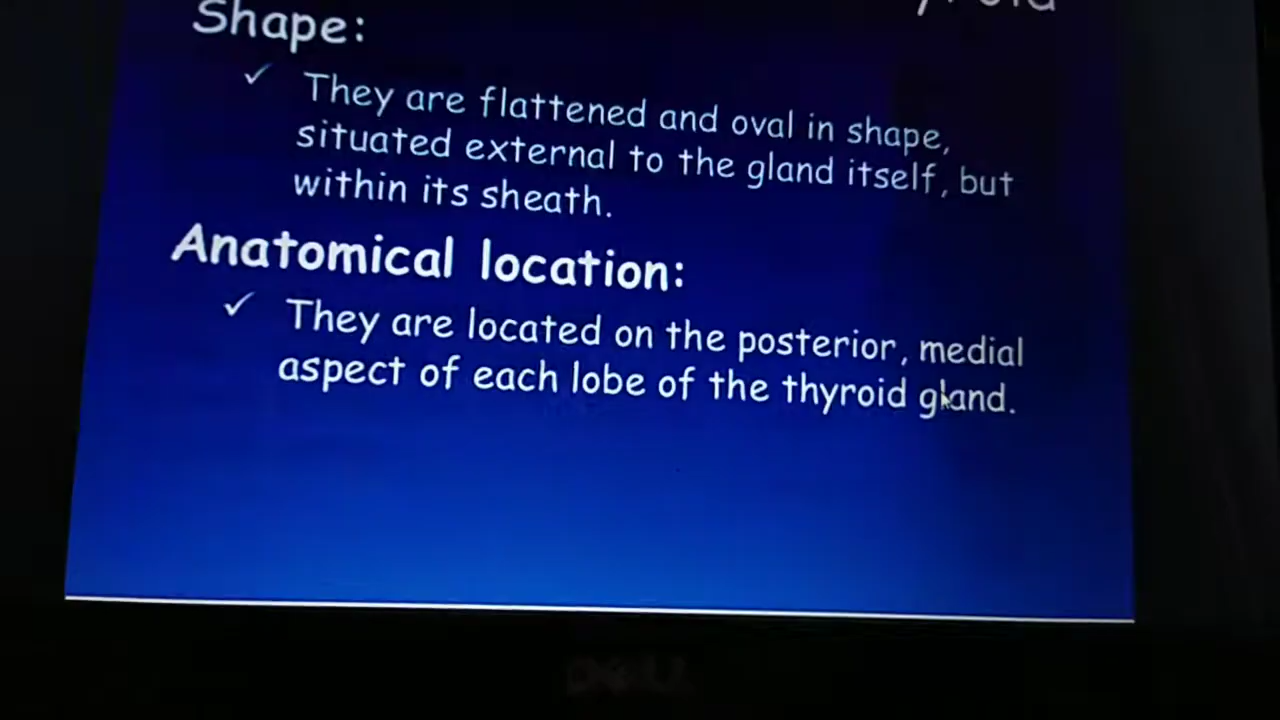 Shape:
✓ They are flattened and oval in shape,
situated external to the gland itself, but
within its sheath.
Anatomical location:
✓ They are located on the posterior, medial
aspect of each lobe of the thyroid gland.
DELL